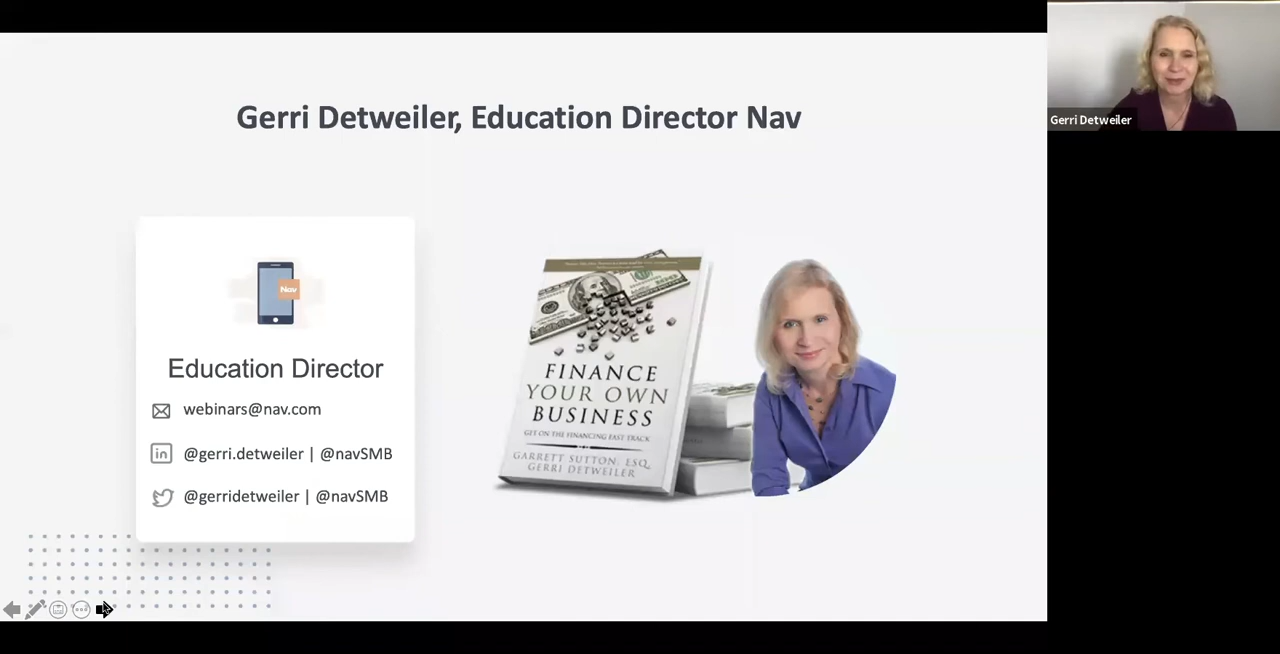 Gerri Detweiler, Education Director Nav
Gerri Detweiler
Nav
Education Director
webinars@nav.com
in
@gerri.detweiler | @navSMB
@gerridetweiler | @navSMB
FINANCE
YOUR OWN
BUSINESS
GET ON THE FINANCING FAST TRACK
GARRETT SUTTON, ESQ.
GERRI DETWEILER